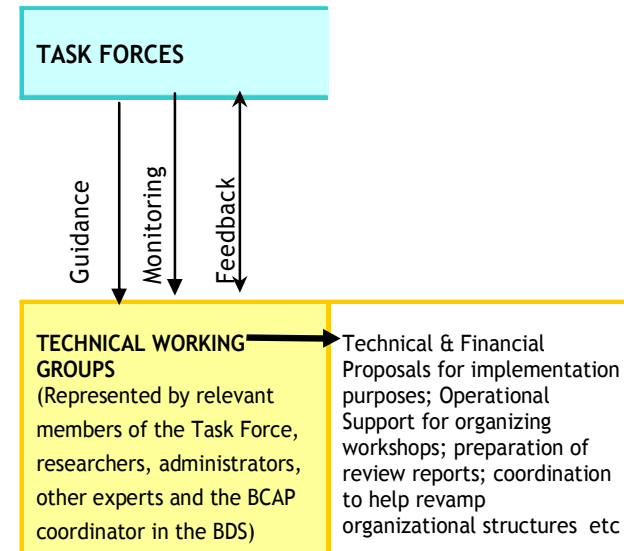 TASK FORCES
Guidance
Monitoring
Feedback
TECHNICAL WORKING
GROUPS
(Represented by relevant
members of the Task Force,
researchers, administrators,
other experts and the BCAP
coordinator in the BDS)
Technical & Financial
Proposals for implementation
purposes; Operational
Support for organizing
workshops; preparation of
review reports; coordination
to help revamp
organizational structures etc